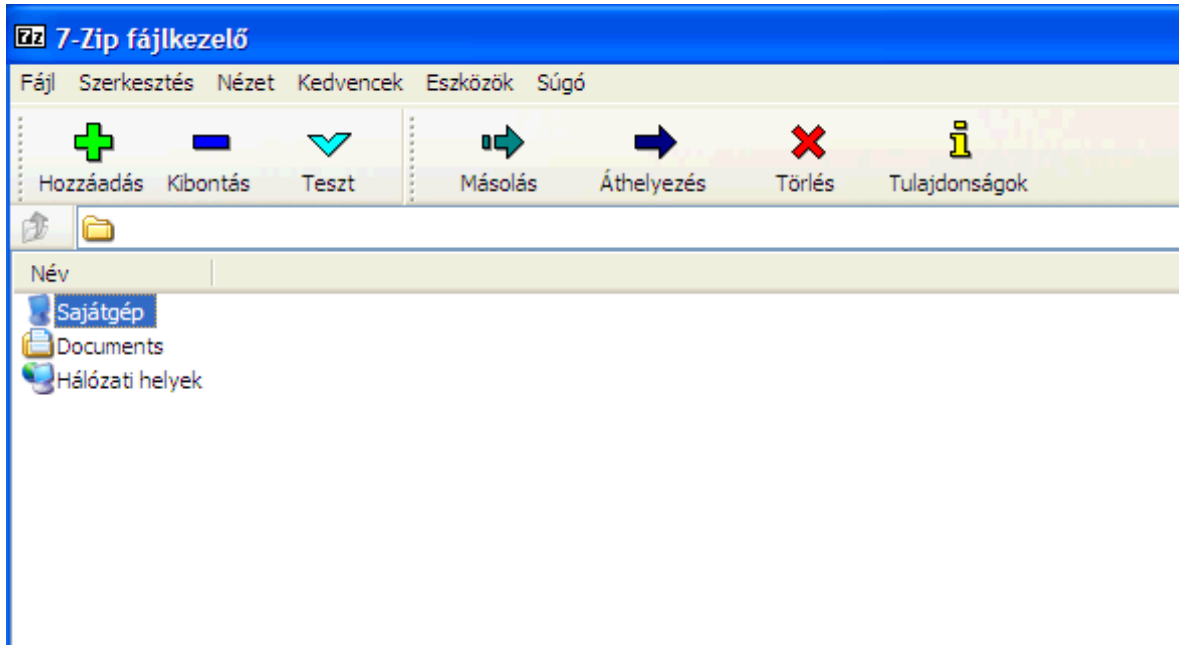 7z 7-Zip fájlkezelő
Fájl Szerkesztés Nézet Kedvencek Eszközök Súgó
Hozzáadás Kibontás Teszt Másolás Áthelyezés Törlés Tulajdonságok
Név
Sajátgép
Documents
Hálózati helyek